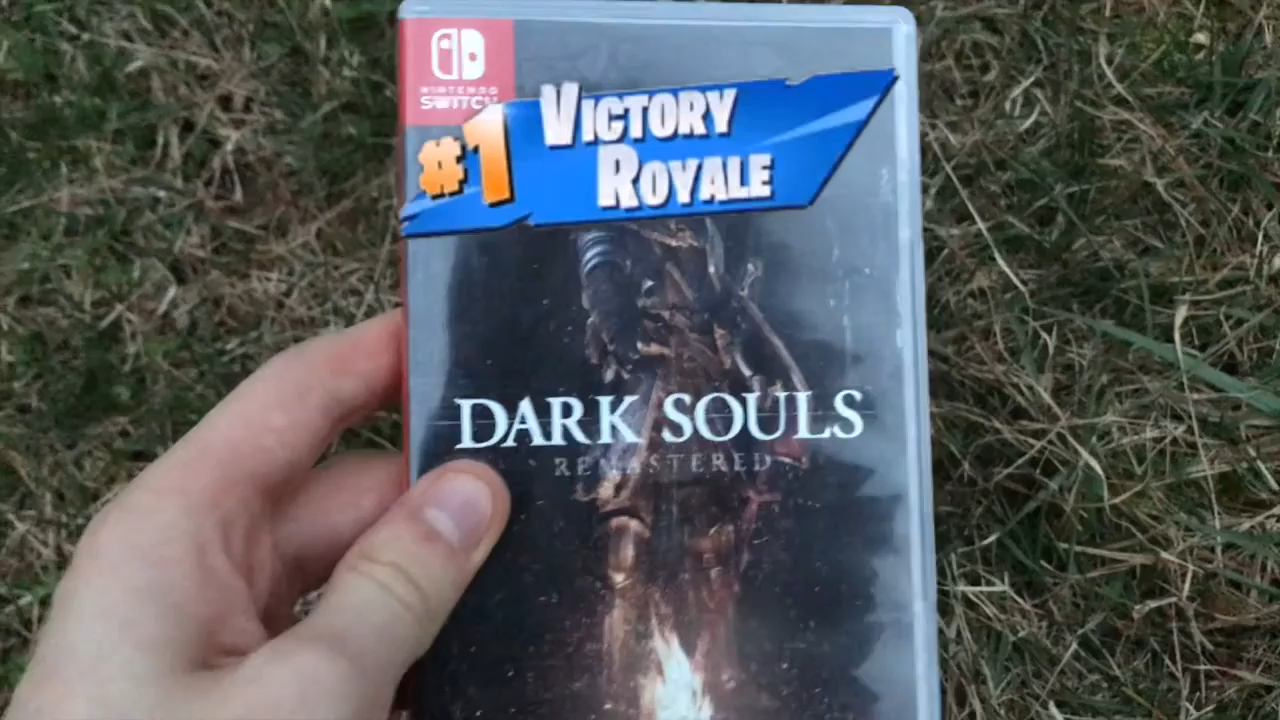 NINTENDO
SWITCH
#1 VICTORY
ROYALE
DARK SOULS
REMASTERED